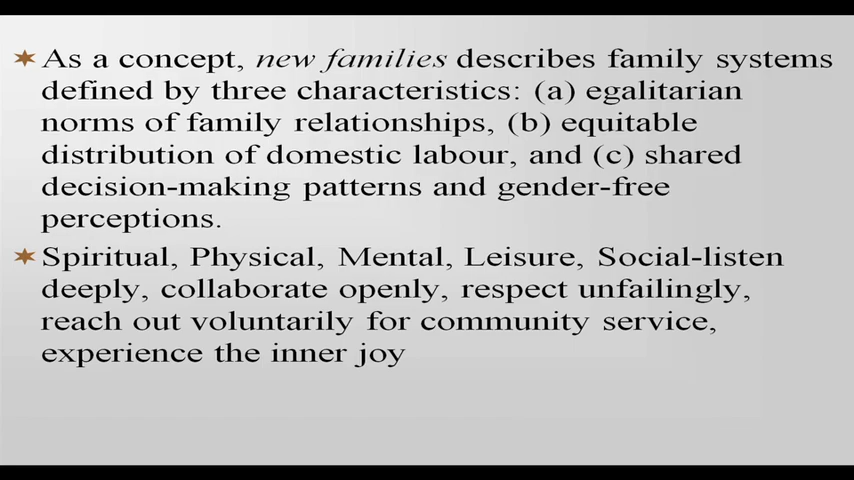 As a concept, new families describes family systems
defined by three characteristics: (a) egalitarian
norms of family relationships, (b) equitable
distribution of domestic labour, and (c) shared
decision-making patterns and gender-free
perceptions.
Spiritual, Physical, Mental, Leisure, Social-listen
deeply, collaborate openly, respect unfailingly,
reach out voluntarily for community service,
experience the inner joy